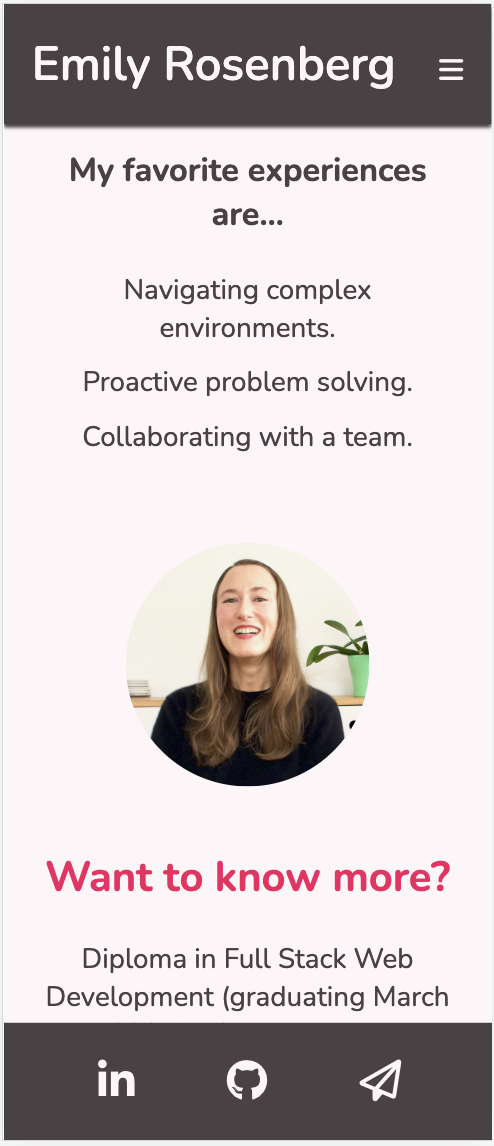 Emily Rosenberg
My favorite experiences
are...
Navigating complex
environments.
Proactive problem solving.
Collaborating with a team.
Want to know more?
Diploma in Full Stack Web
Development (graduating March
in